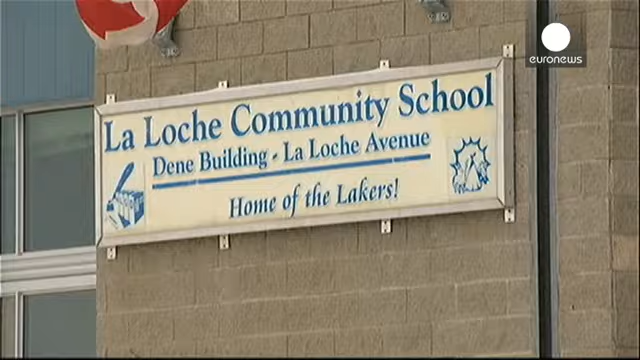 euronews
La Loche Community School
Dene Building - La Loche Avenue
Home of the Lakers!